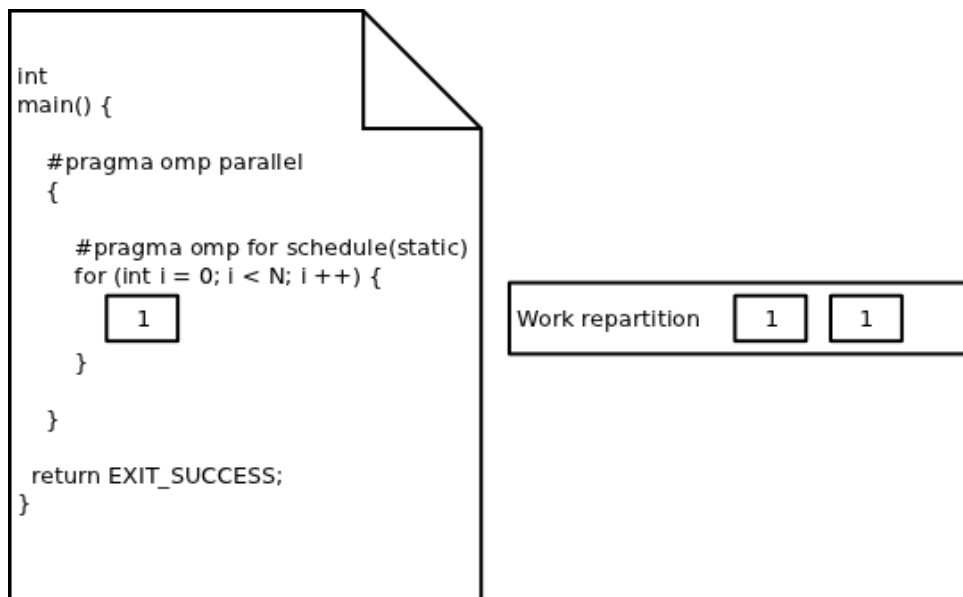 int
main() {
#pragma omp parallel
{
#pragma omp for schedule(static)
for (int i = 0; i < N; i ++) {
1
}
}
return EXIT_SUCCESS;
}
Work repartition 1 1